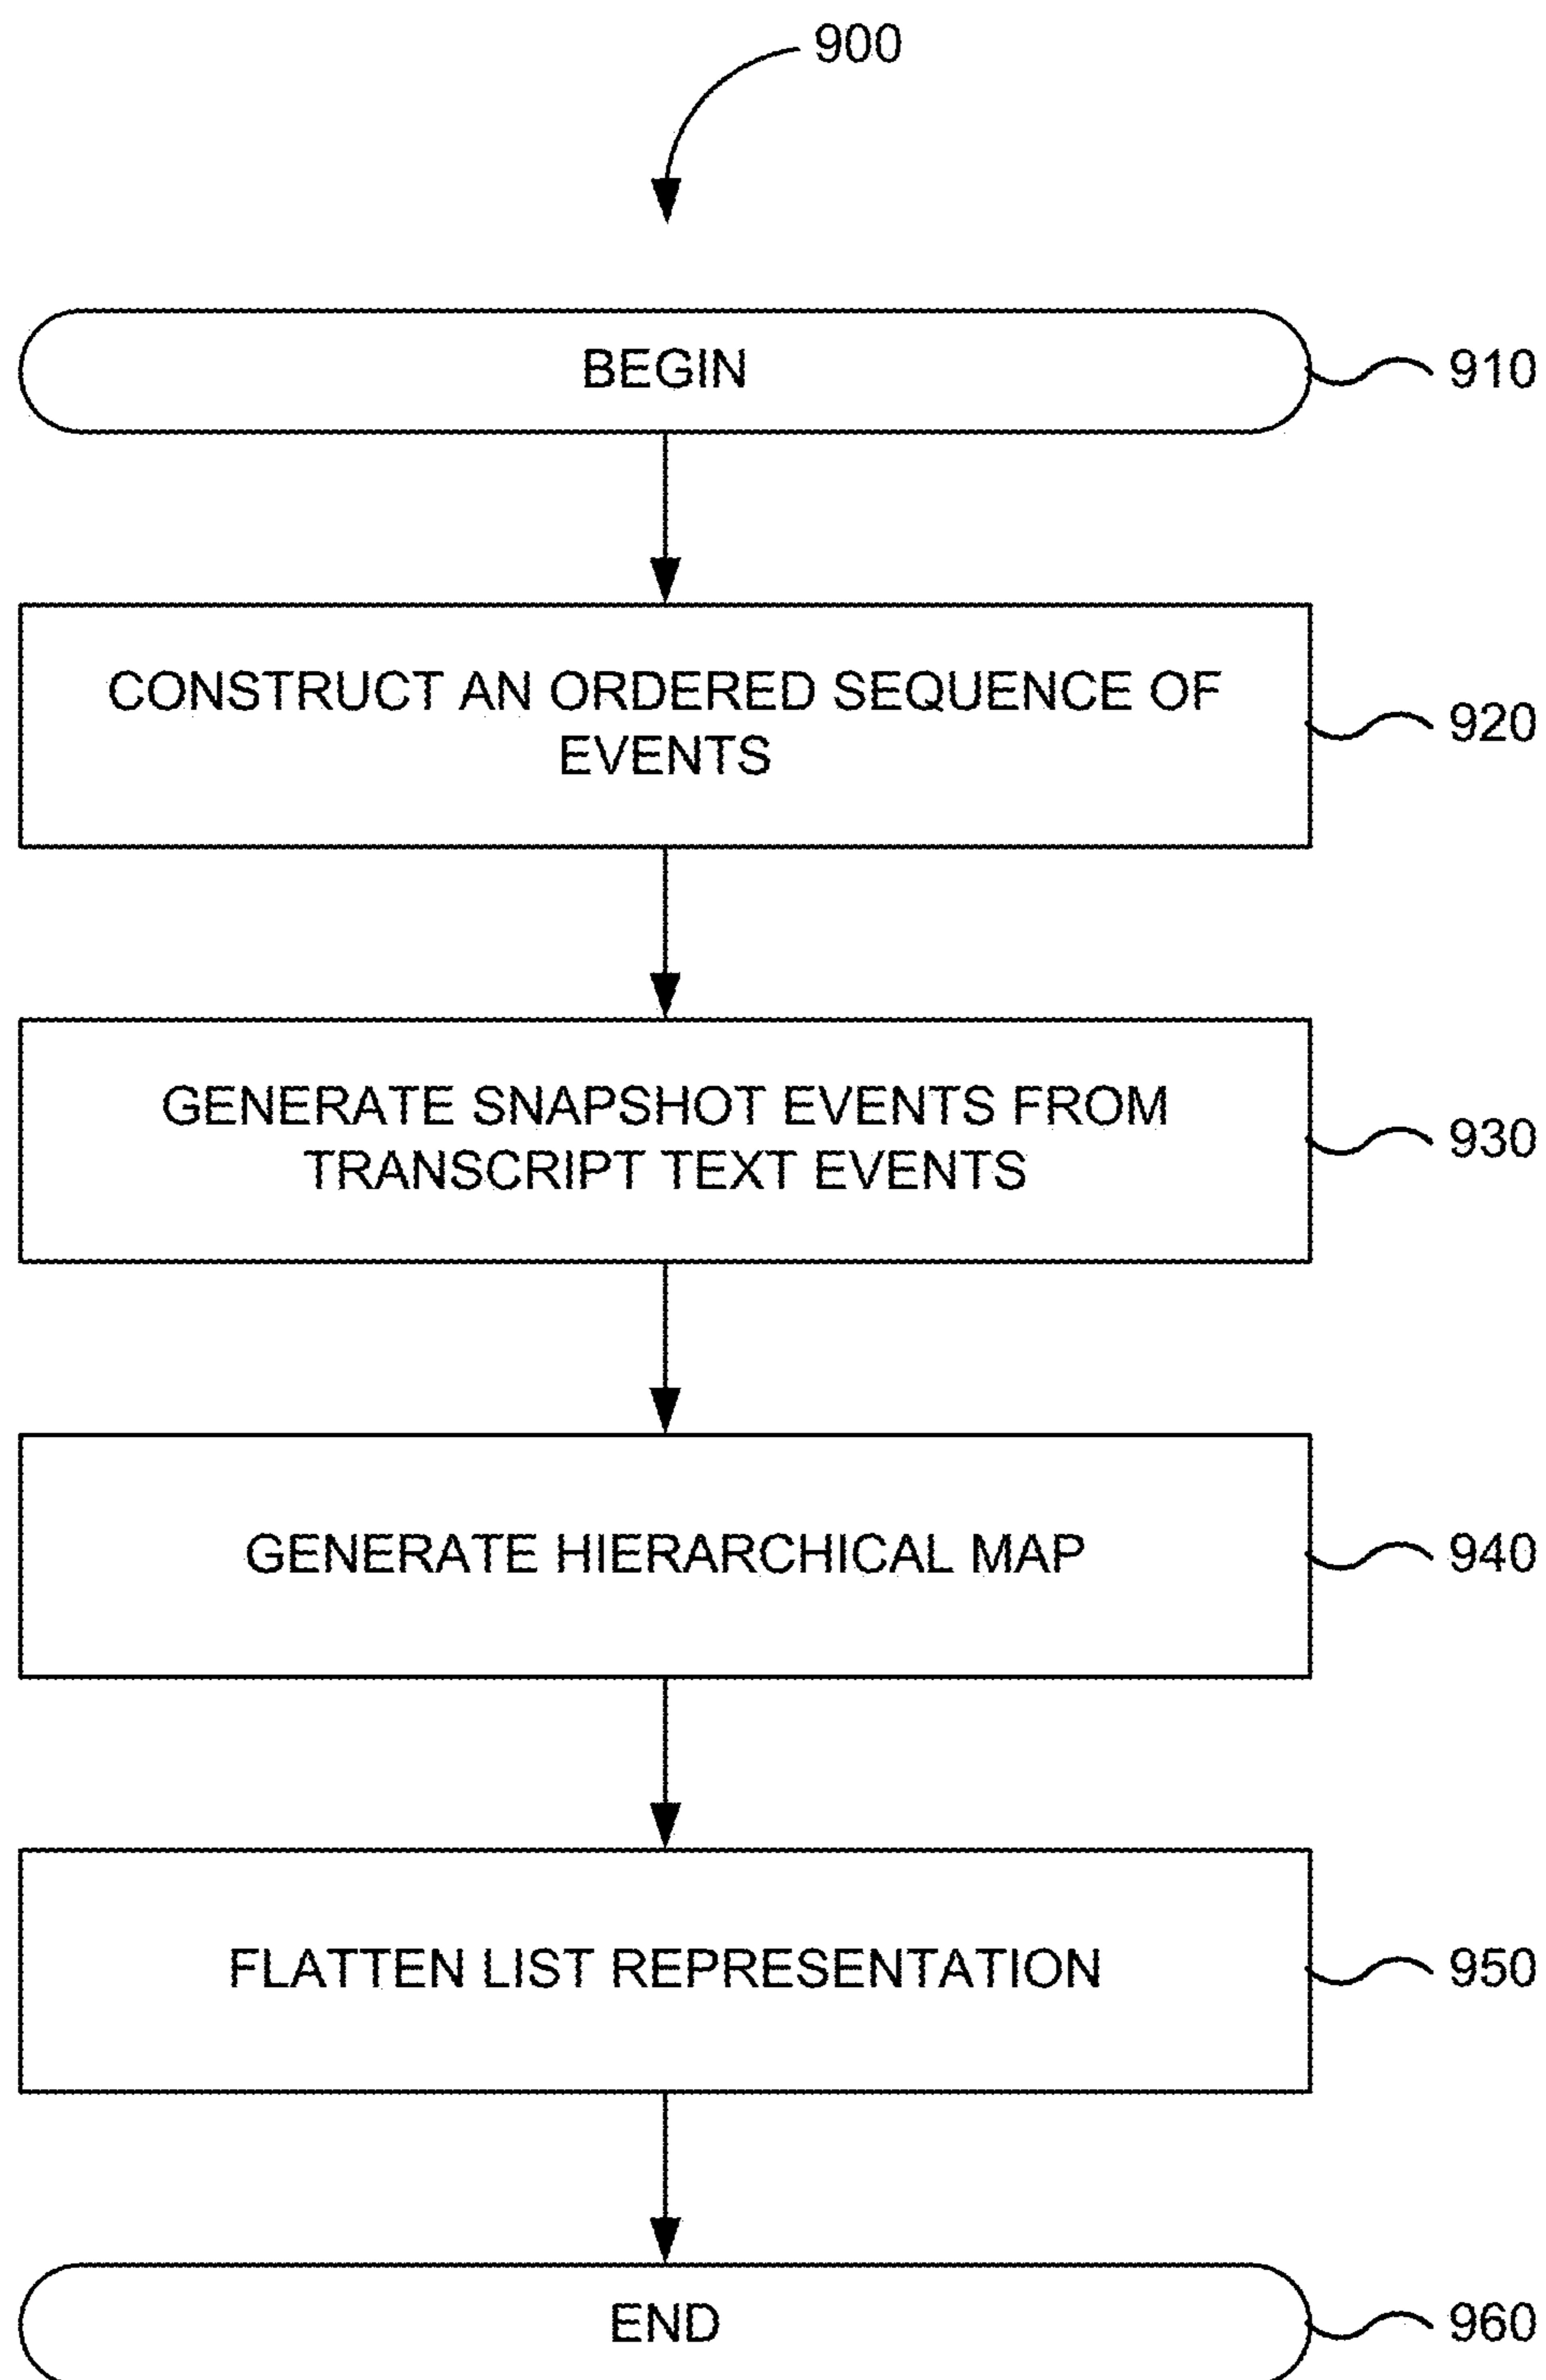 900
BEGIN
910
CONSTRUCT AN ORDERED SEQUENCE OF
EVENTS
920
GENERATE SNAPSHOT EVENTS FROM
TRANSCRIPT TEXT EVENTS
930
GENERATE HIERARCHICAL MAP
940
FLATTEN LIST REPRESENTATION
950
END
960